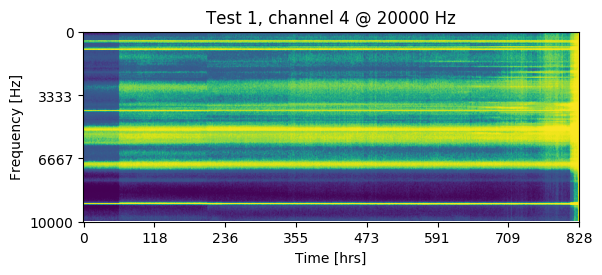 Test 1, channel 4 @ 20000 Hz
Frequency [Hz]
0
3333
6667
10000
0 118 236 355 473 591 709 828
Time [hrs]